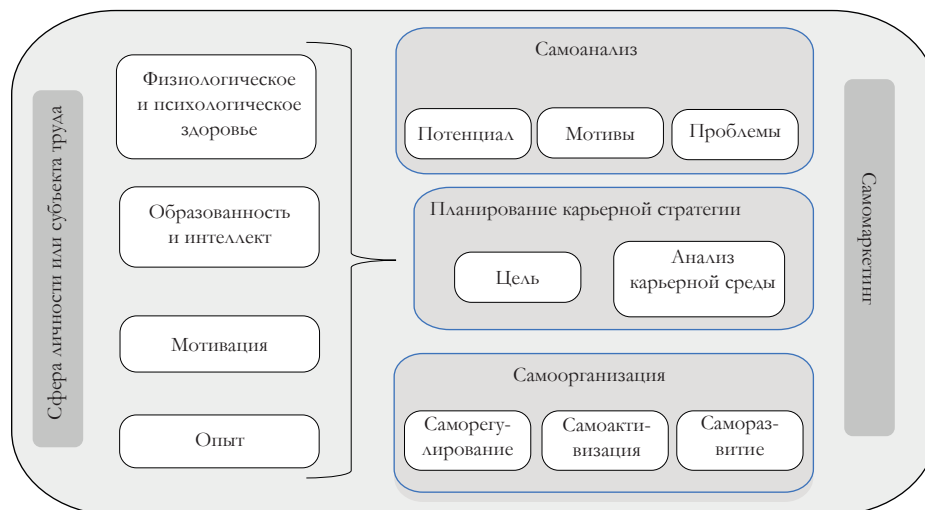 Сфера личности или субъекта труда
Физиологическое
и психологическое
здоровье
Образованность
и интеллект
Мотивация
Опыт
Самоанализ
Потенциал
Мотивы
Проблемы
Планирование карьерной стратегии
Цель
Анализ
карьерной среды
Самоорганизация
Саморегу-
лирование
Самоакти-
визация
Самораз-
витие
Самомаркетинг